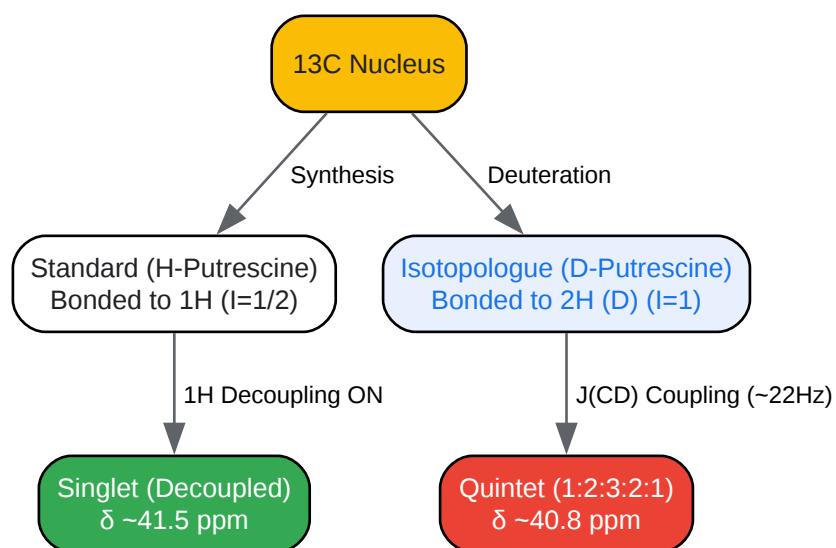 13C Nucleus
Synthesis
Deuteration
Standard (H-Putrescine)
Bonded to 1H (I=1/2)
Isotopologue (D-Putrescine)
Bonded to 2H (D) (I=1)
1H Decoupling ON
J(CD) Coupling (~22Hz)
Singlet (Decoupled)
δ ~41.5 ppm
Quintet (1:2:3:2:1)
δ ~40.8 ppm